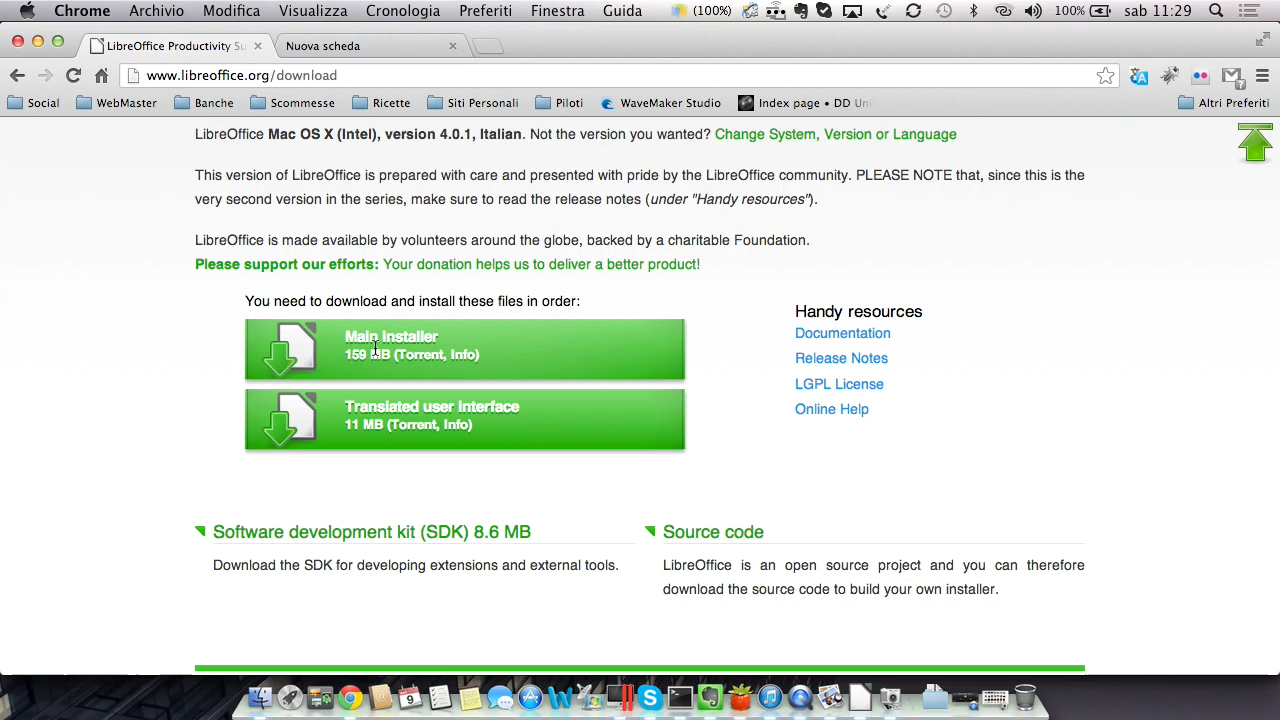 Chrome Archivio Modifica Visualizza Cronologia Preferiti Finestra Guida (100%) 100% sab 11:29
LibreOffice Productivity Su Nuova scheda
www.libreoffice.org/download
Social WebMaster Banche Scommesse Ricette Siti Personali Piloti WaveMaker Studio Index page • DD Uni Altri Preferiti
LibreOffice Mac OS X (Intel), version 4.0.1, Italian. Not the version you wanted? Change System, Version or Language
This version of LibreOffice is prepared with care and presented with pride by the LibreOffice community. PLEASE NOTE that, since this is the
very second version in the series, make sure to read the release notes (under "Handy resources").
LibreOffice is made available by volunteers around the globe, backed by a charitable Foundation.
Please support our efforts: Your donation helps us to deliver a better product!
You need to download and install these files in order:
Main installer
159 MB (Torrent, Info)
Translated user interface
11 MB (Torrent, Info)
Handy resources
Documentation
Release Notes
LGPL License
Online Help
Software development kit (SDK) 8.6 MB
Download the SDK for developing extensions and external tools.
Source code
LibreOffice is an open source project and you can therefore
download the source code to build your own installer.